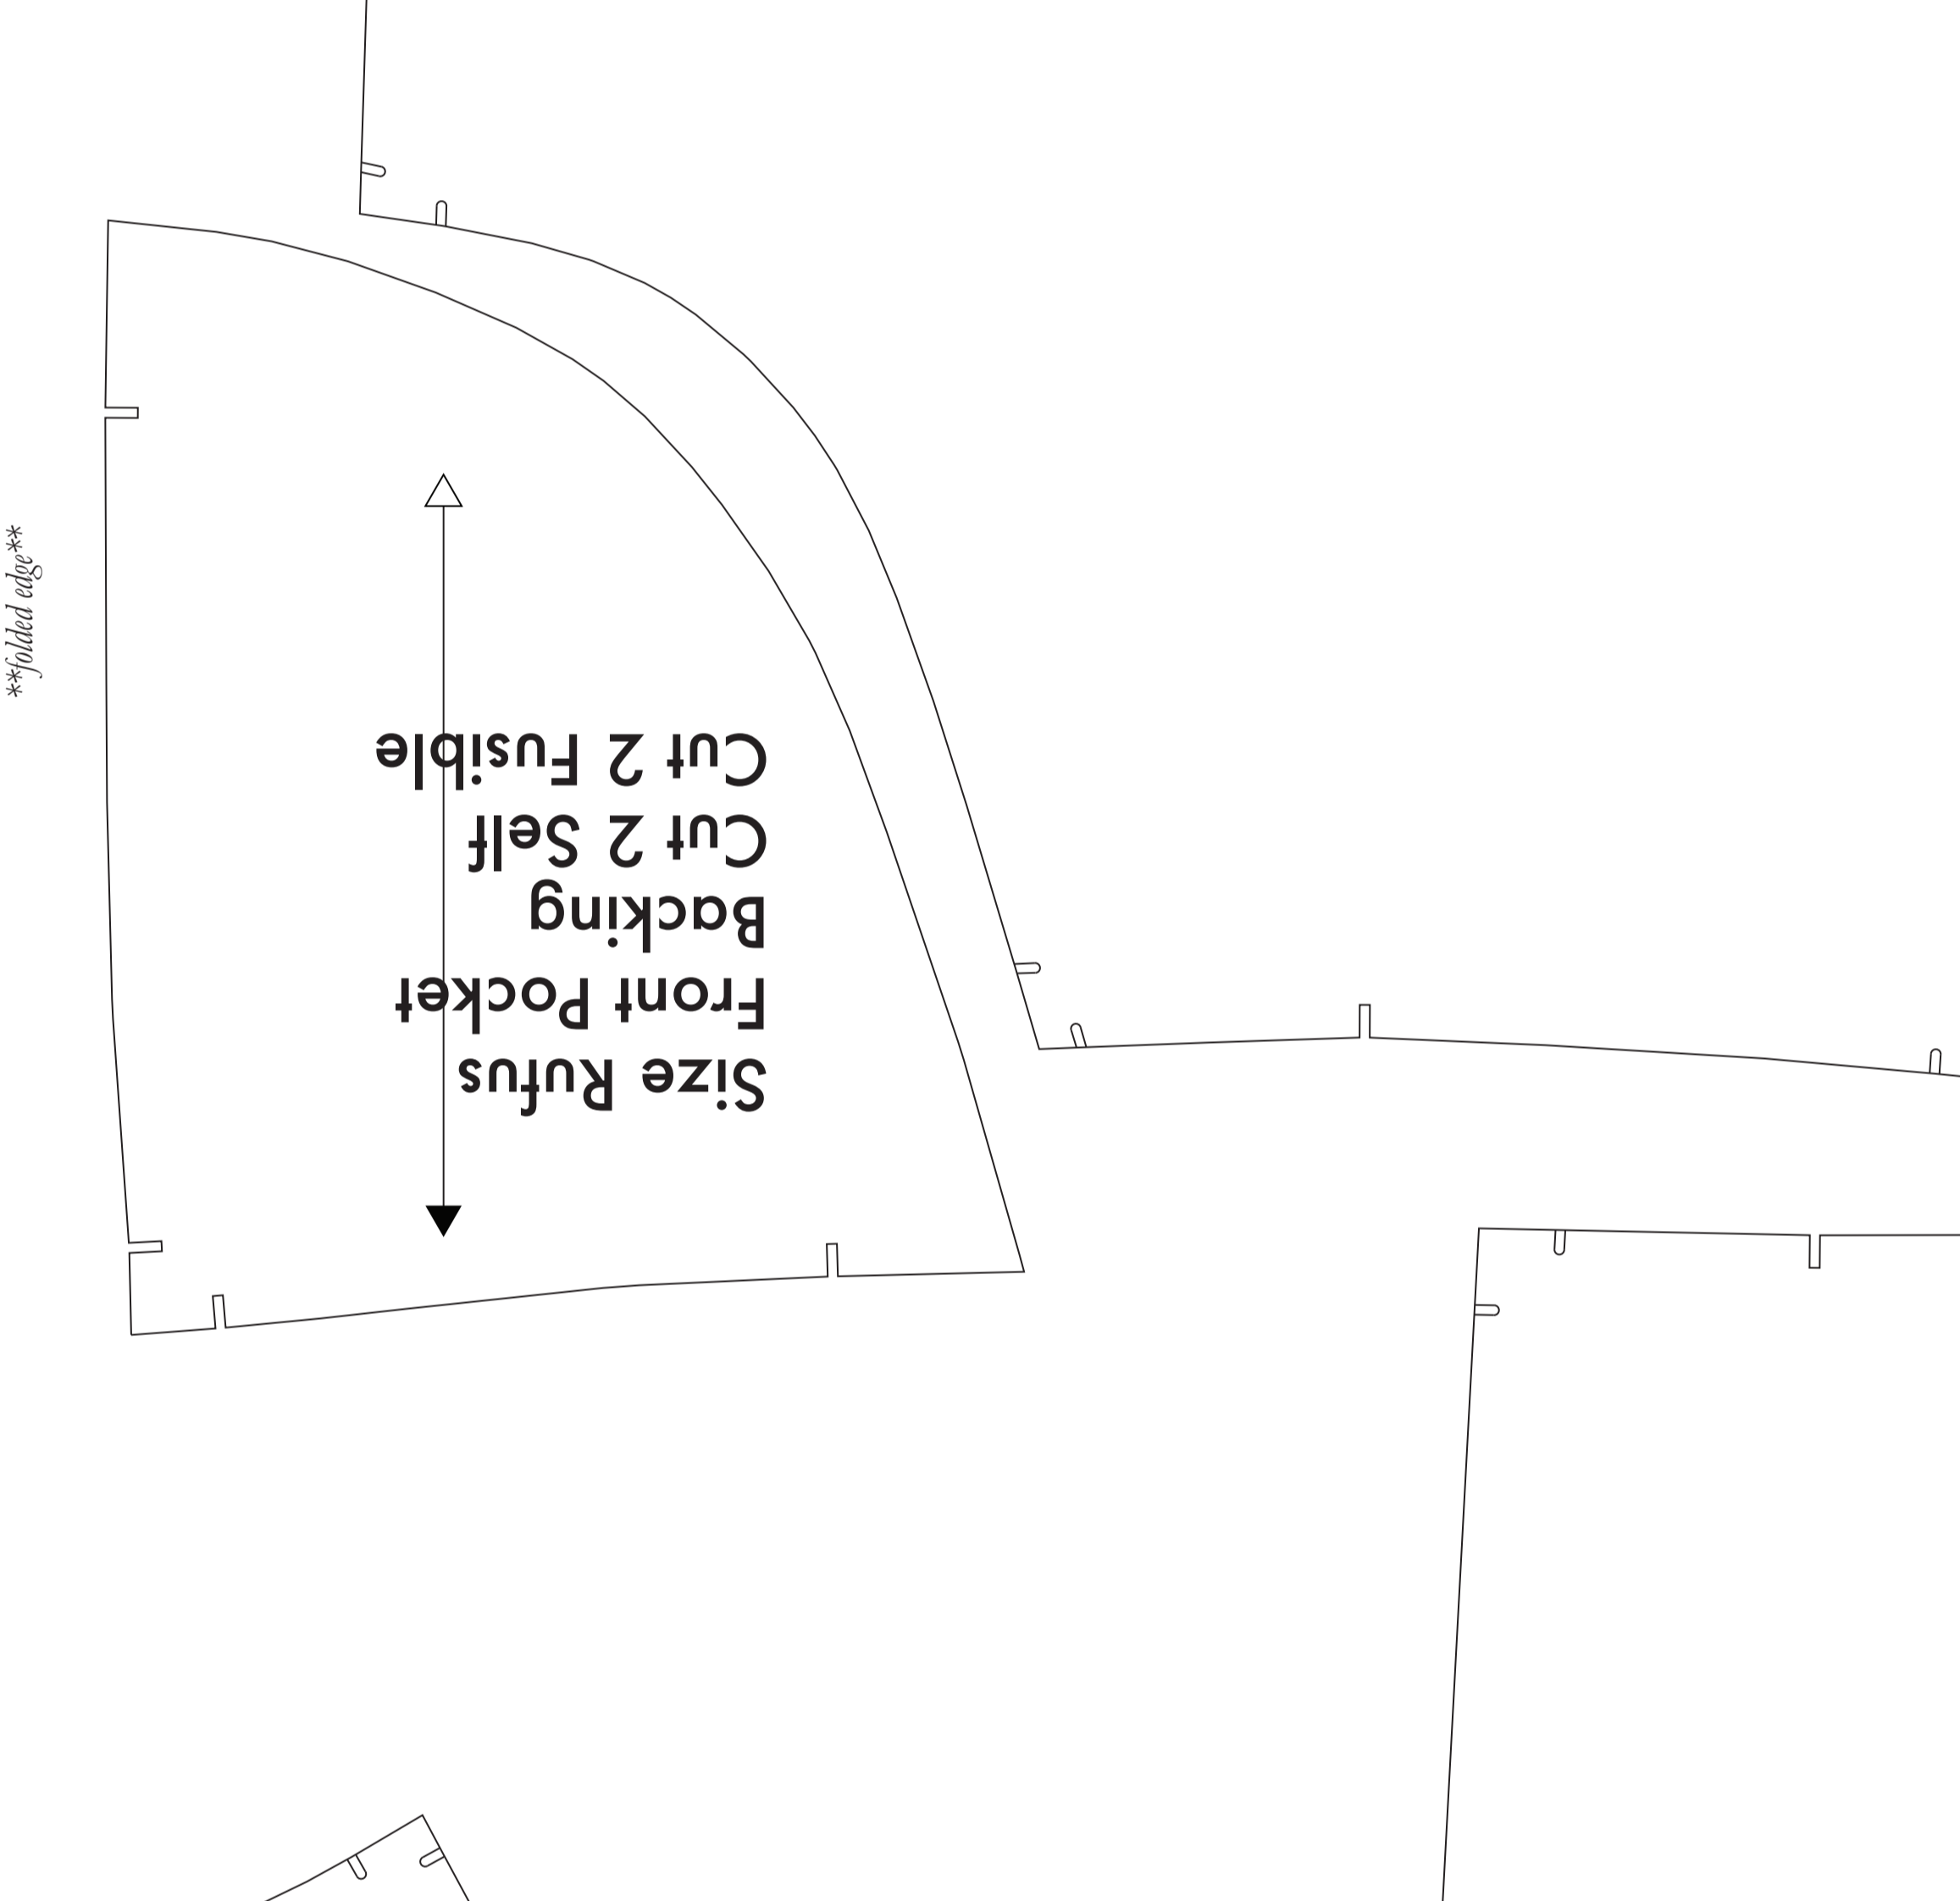 **folded edge**
Size Rufus
Front Pocket
Backing
Cut 2 Self
Cut 2 Fusible